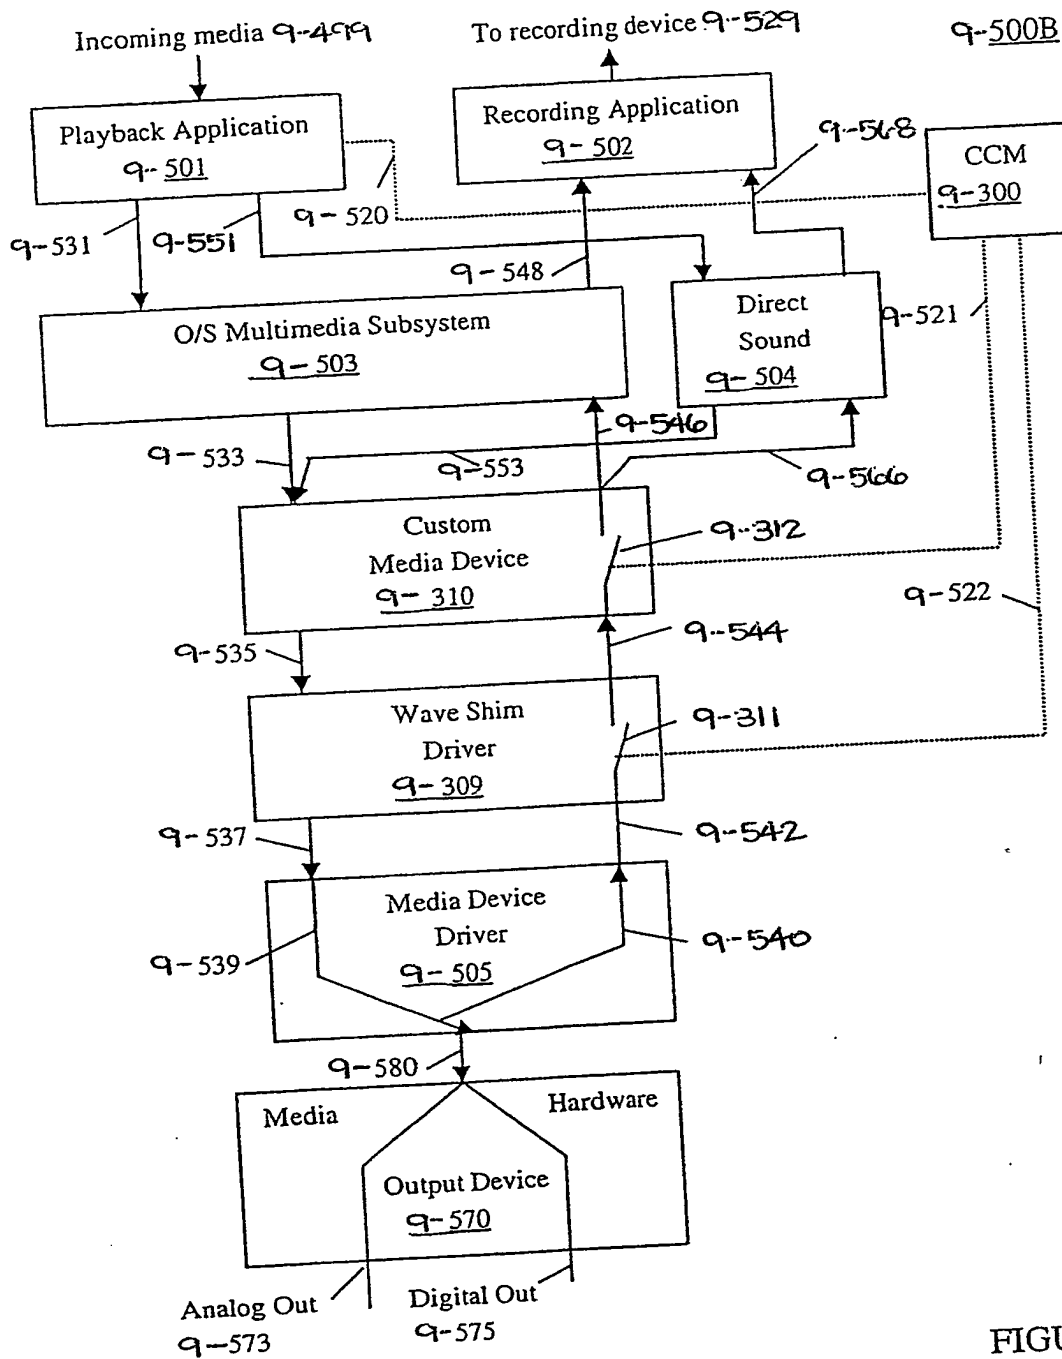 Incoming media 9-499
To recording device 9-529
9-500B
Playback Application
9-501
Recording Application
9-502
9-568
CCM
9-300
9-531
9-551
9-520
9-548
9-521
O/S Multimedia Subsystem
9-503
Direct
Sound
9-504
9-533
9-553
9-546
9-566
Custom
Media Device
9-310
9-312
9-522
9-535
9-544
Wave Shim
Driver
9-309
9-311
9-537
9-542
Media Device
Driver
9-505
9-539
9-540
9-580
Media
Hardware
Output Device
9-570
Analog Out
9-573
Digital Out
9-575
FIGU